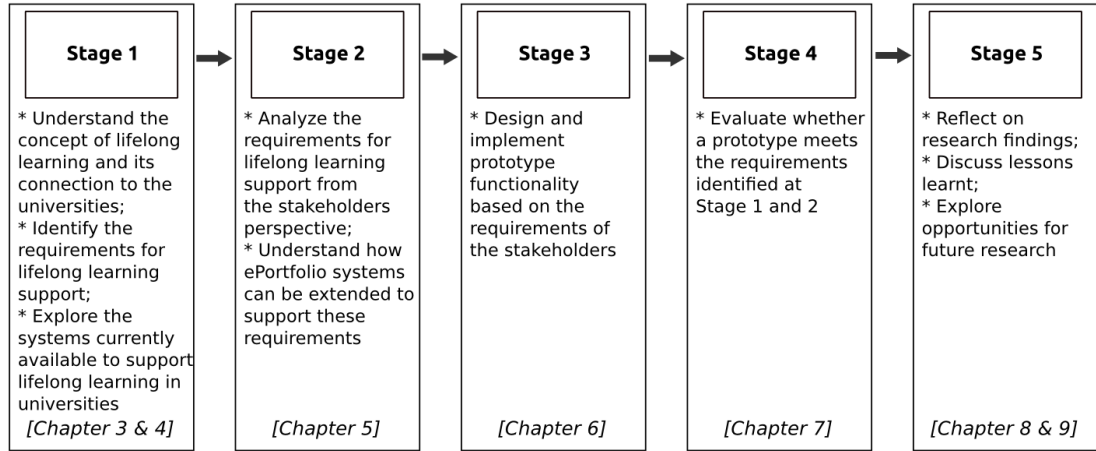 Stage 1
* Understand the
concept of lifelong
learning and its
connection to the
universities;
* Identify the
requirements for
lifelong learning
support;
* Explore the
systems currently
available to support
lifelong learning in
universities
[Chapter 3 & 4]
Stage 2
* Analyze the
requirements for
lifelong learning
support from
the stakeholders
perspective;
* Understand how
ePortfolio systems
can be extended to
support these
requirements
[Chapter 5]
Stage 3
* Design and
implement
prototype
functionality
based on the
requirements of
the stakeholders
[Chapter 6]
Stage 4
* Evaluate whether
a prototype meets
the requirements
identified at
Stage 1 and 2
[Chapter 7]
Stage 5
* Reflect on
research findings;
* Discuss lessons
learnt;
* Explore
opportunities for
future research
[Chapter 8 & 9]